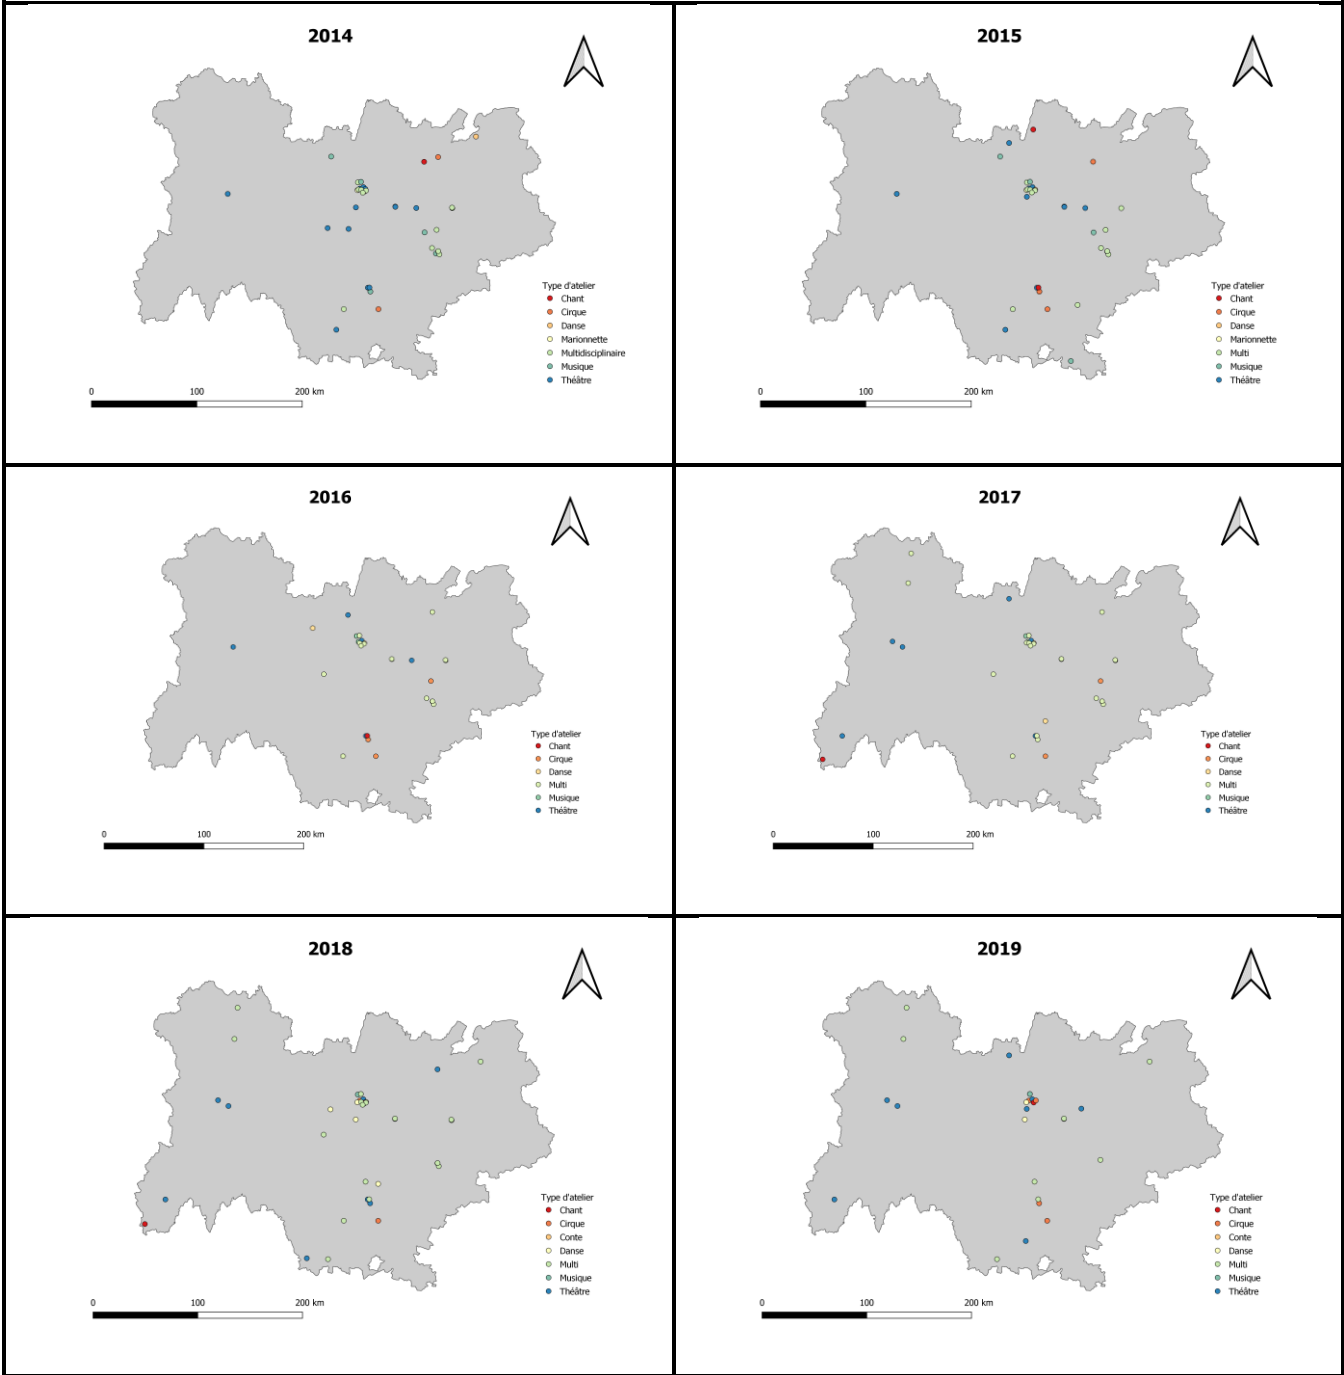 2014
Type d'atelier
Chant
Cirque
Danse
Marionnette
Multidisciplinaire
Musique
Théâtre
0 100 200 km
2015
Type d'atelier
Chant
Cirque
Danse
Marionnette
Multi
Musique
Théâtre
0 100 200 km
2016
Type d'atelier
Chant
Cirque
Danse
Multi
Musique
Théâtre
0 100 200 km
2017
Type d'atelier
Chant
Cirque
Danse
Multi
Musique
Théâtre
0 100 200 km
2018
Type d'atelier
Chant
Cirque
Conte
Danse
Multi
Musique
Théâtre
0 100 200 km
2019
Type d'atelier
Chant
Cirque
Conte
Danse
Multi
Musique
Théâtre
0 100 200 km